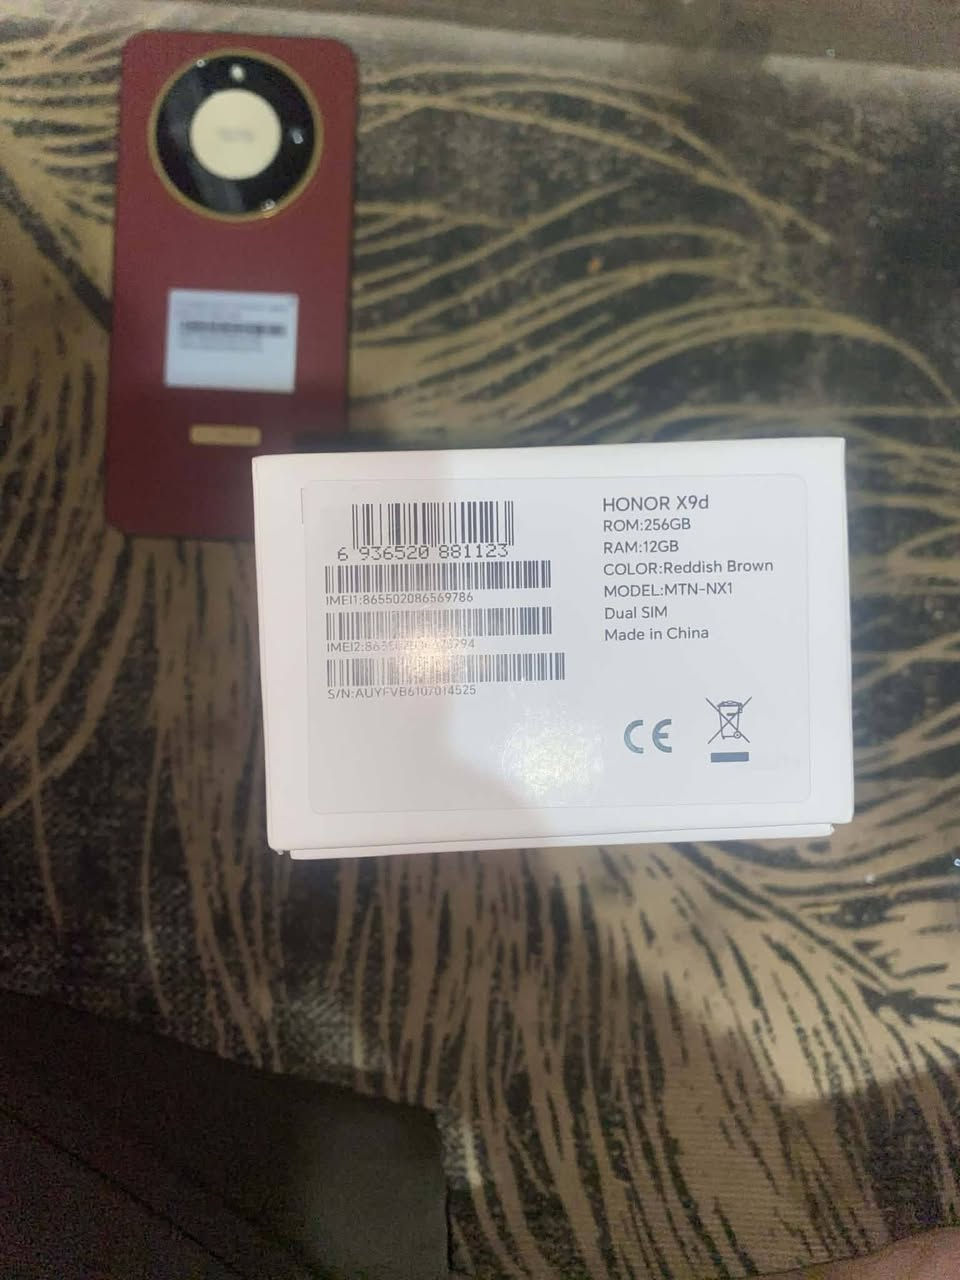 6 936520 881123
IMEI1:865502086569786
IMEI2:
S/N:AUYFVB6107014525
HONOR X9d
ROM:256GB
RAM:12GB
COLOR:Reddish Brown
MODEL:MTN-NX1
Dual SIM
Made in China
CE